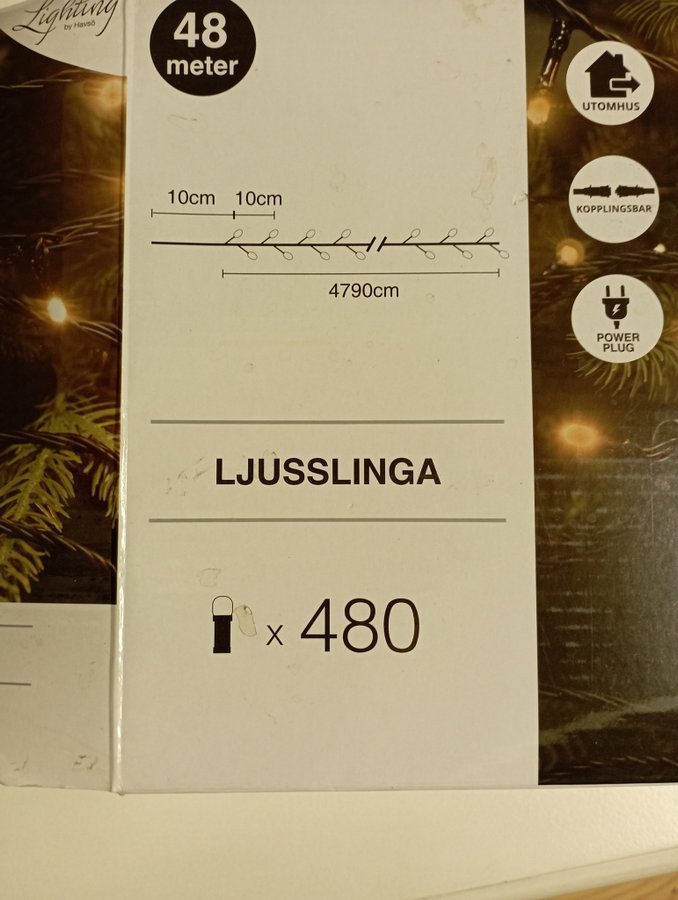 Lighting
by Havsö
48
meter
UTOMHUS
KOPPLINGSBAR
POWER
PLUG
10cm 10cm
4790cm
LJUSSLINGA
x 480